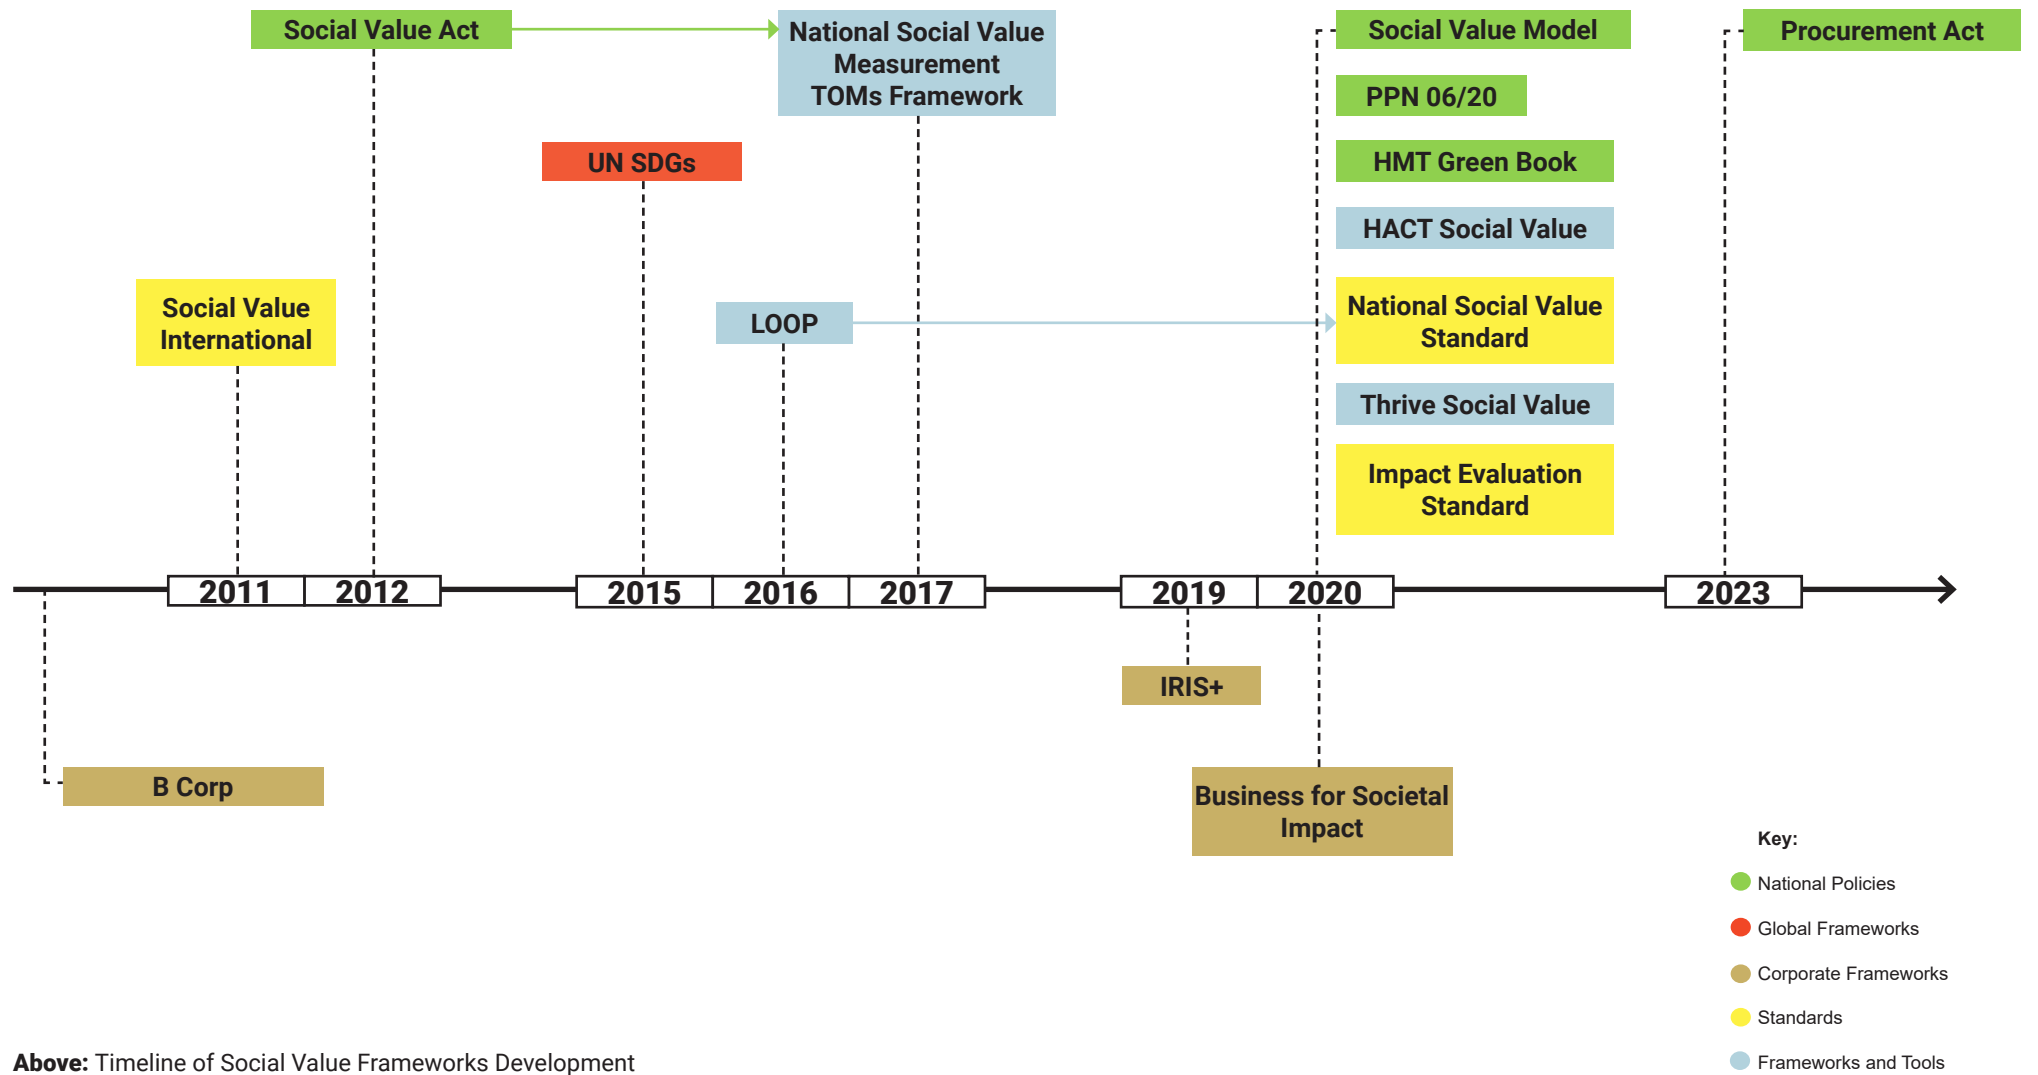 Social Value Act
National Social Value
Measurement
TOMs Framework
Social Value Model
Procurement Act
PPN 06/20
UN SDGs
HMT Green Book
HACT Social Value
Social Value
International
LOOP
National Social Value
Standard
Thrive Social Value
Impact Evaluation
Standard
2011
2012
2015
2016
2017
2019
2020
2023
IRIS+
B Corp
Business for Societal
Impact
Key:
National Policies
Global Frameworks
Corporate Frameworks
Standards
Frameworks and Tools
Above: Timeline of Social Value Frameworks Development